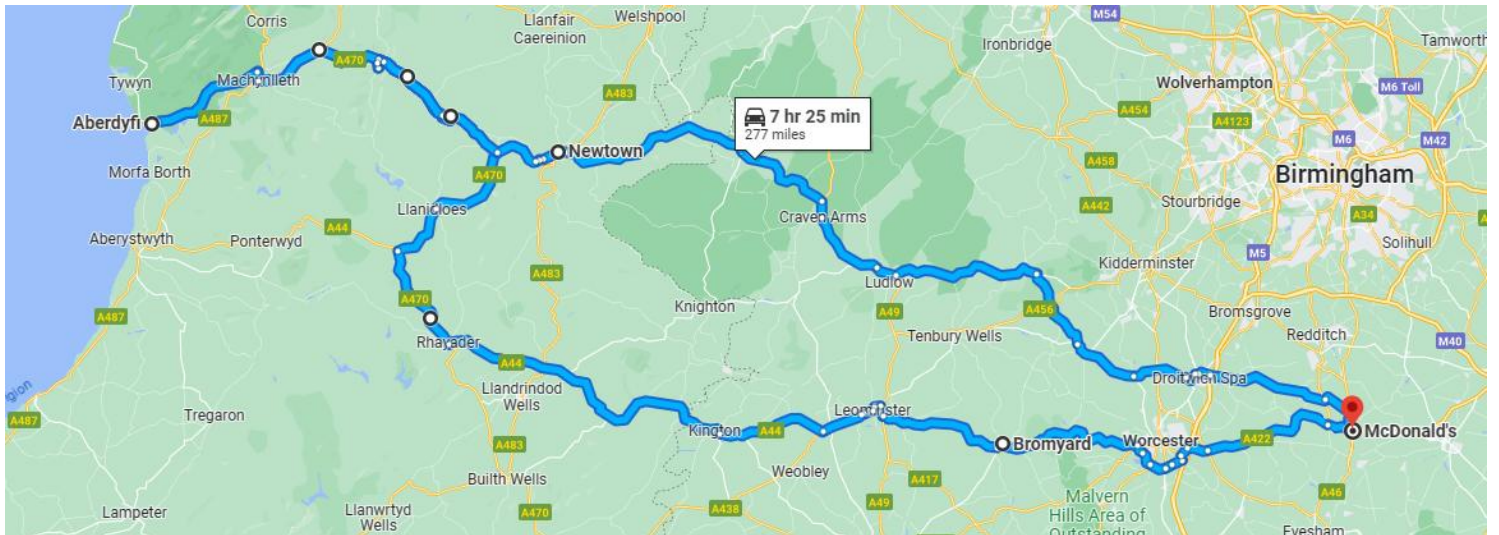 Corris
Llanfair
Caereinion
Welshpool
M54
Ironbridge
Tamworth
Wolverhampton
M6 Toll
A470
Tywyn
Machynlleth
A483
7 hr 25 min
277 miles
A454
A4123
M6
M42
Aberdyfi
A487
Newtown
A458
Birmingham
Morfa Borth
A470
A442
Stourbridge
A34
Llanidloes
Craven Arms
Solihull
Aberystwyth
Ponterwyd
A44
M5
A483
Ludlow
Kidderminster
A470
Knighton
A49
A456
Bromsgrove
A487
Rhayader
Tenbury Wells
Redditch
M40
A44
Droitwich Spa
Llandrindod
Wells
Tregaron
Leominster
A487
Kington
A44
Bromyard
Worcester
A422
McDonald's
A483
Weobley
Builth Wells
A417
A46
Malvern
Hills Area of
Outstanding
Lampeter
Llanwrtyd
Wells
A470
A438
A49
Evesham